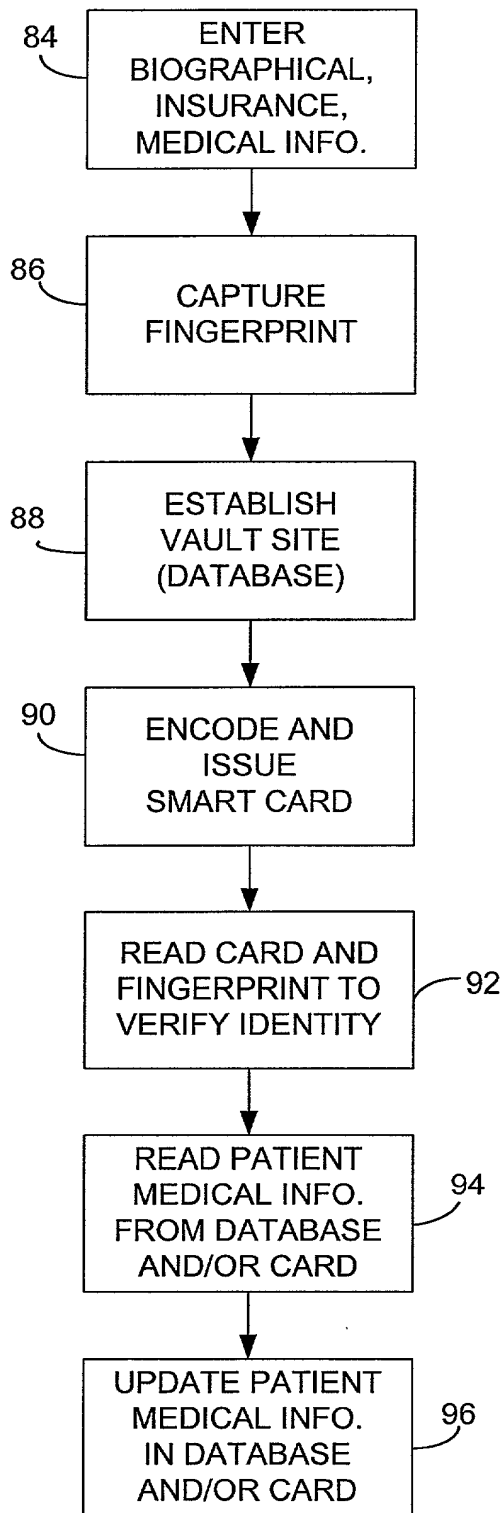 84
ENTER
BIOGRAPHICAL,
INSURANCE,
MEDICAL INFO.
86
CAPTURE
FINGERPRINT
88
ESTABLISH
VAULT SITE
(DATABASE)
90
ENCODE AND
ISSUE
SMART CARD
READ CARD AND
FINGERPRINT TO
VERIFY IDENTITY
92
READ PATIENT
MEDICAL INFO.
FROM DATABASE
AND/OR CARD
94
UPDATE PATIENT
MEDICAL INFO.
IN DATABASE
AND/OR CARD
96